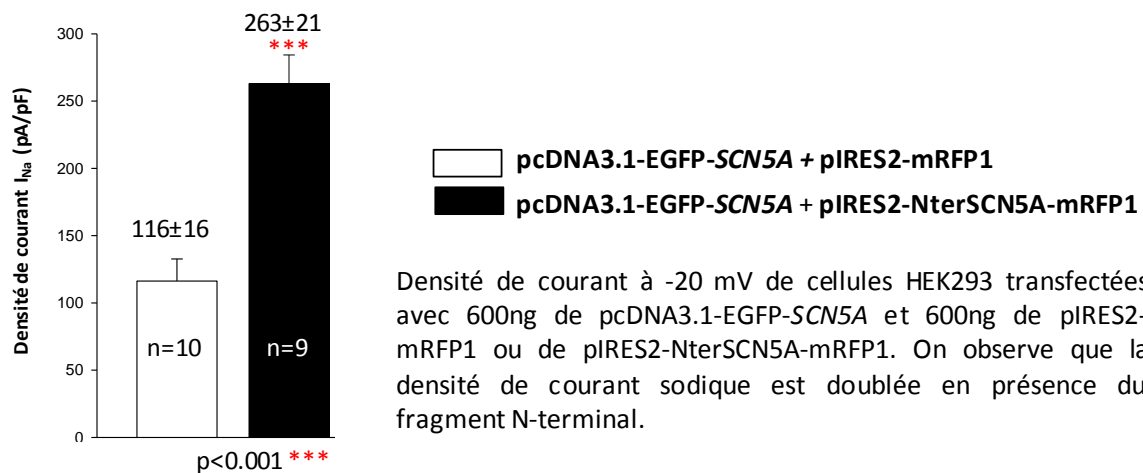 263±21
***
300
250
200
150
100
50
0
Densité de courant INa (pA/pF)
116±16
n=10
n=9
p<0.001 ***
pcDNA3.1-EGFP-SCN5A + pIRES2-mRFP1
pcDNA3.1-EGFP-SCN5A + pIRES2-NterSCN5A-mRFP1
Densité de courant à -20 mV de cellules HEK293 transfectées
avec 600ng de pcDNA3.1-EGFP-SCN5A et 600ng de pIRES2-
mRFP1 ou de pIRES2-NterSCN5A-mRFP1. On observe que la
densité de courant sodique est doublée en présence du
fragment N-terminal.